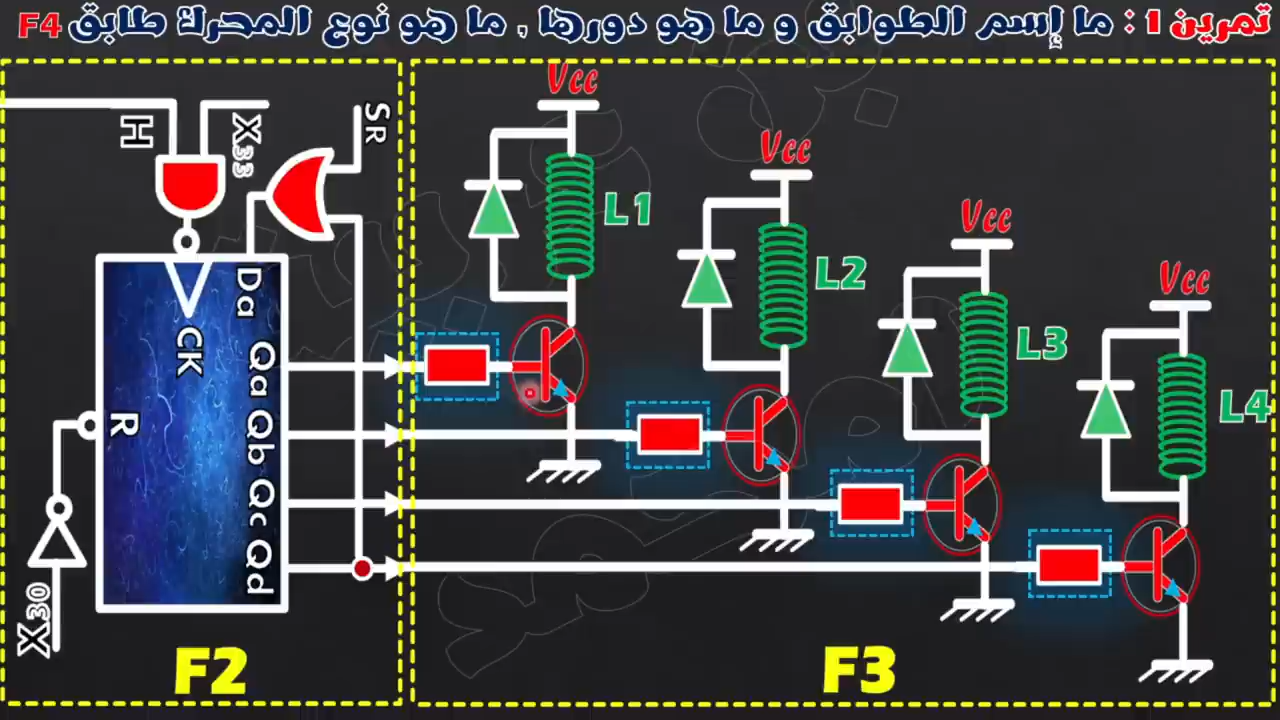 تمرين 1 : ما إسم الطوابق و ما هو دورها , ما هو نوع المحرك طابق F4
H
X33
SR
CK
Da
Qa Qb Qc Qd
R
X30
F2
Vcc
L1
Vcc
L2
Vcc
L3
Vcc
L4
F3